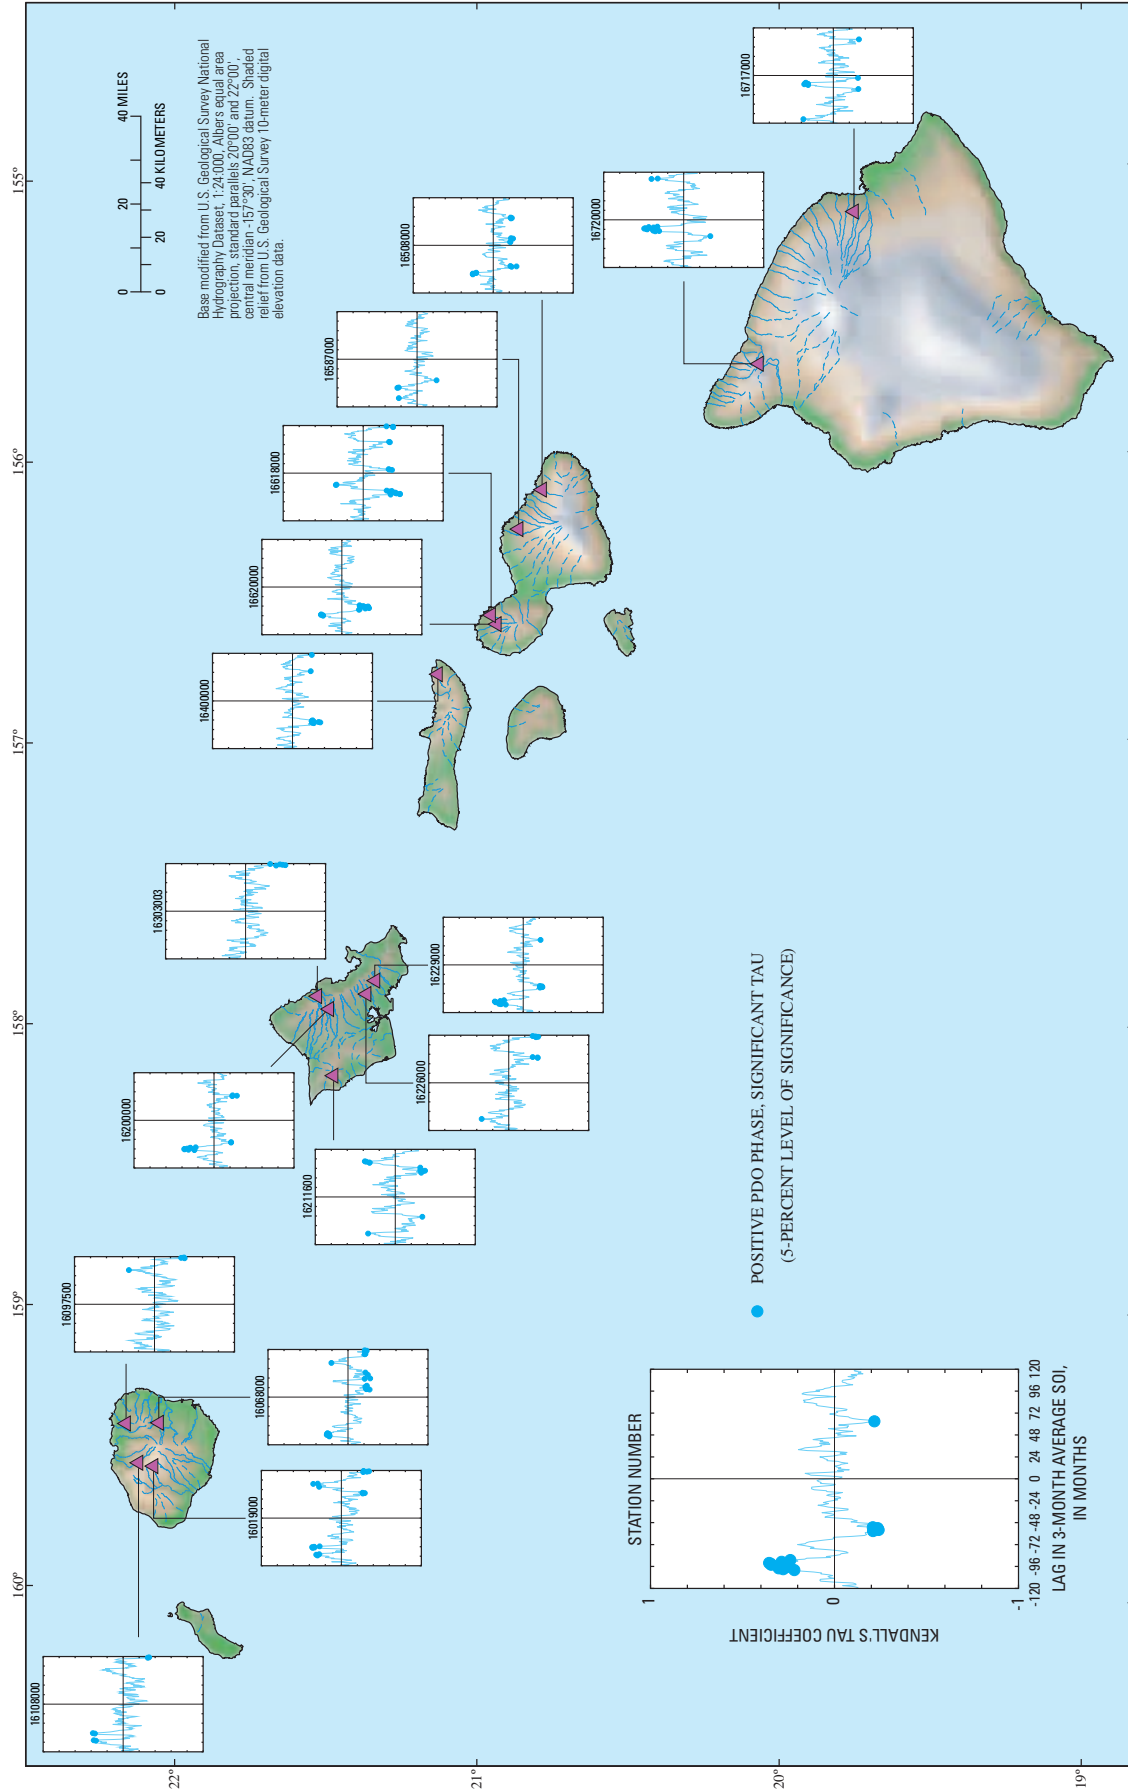 160°
159°
158°
157°
156°
155°
22°
21°
20°
19°
0 20 40 MILES
0 20 40 KILOMETERS
Base modified from U.S. Geological Survey National
Hydrography Dataset, 1:24:000, Albers equal area
projection, standard parallels 20°00' and 22°00',
central meridian -157°30', NAD83 datum. Shaded
relief from U.S. Geological Survey 10-meter digital
elevation data.
16108000
16019000
16068000
16097500
16211600
16200000
16226000
16229000
16303003
16400000
16620000
16618000
16587000
16508000
16720000
16717000
STATION NUMBER
1
0
-1
KENDALL'S TAU COEFFICIENT
-120 -96 -72 -48 -24 0 24 48 72 96 120
LAG IN 3-MONTH AVERAGE SOI,
IN MONTHS
POSITIVE PDO PHASE, SIGNIFICANT TAU
(5-PERCENT LEVEL OF SIGNIFICANCE)